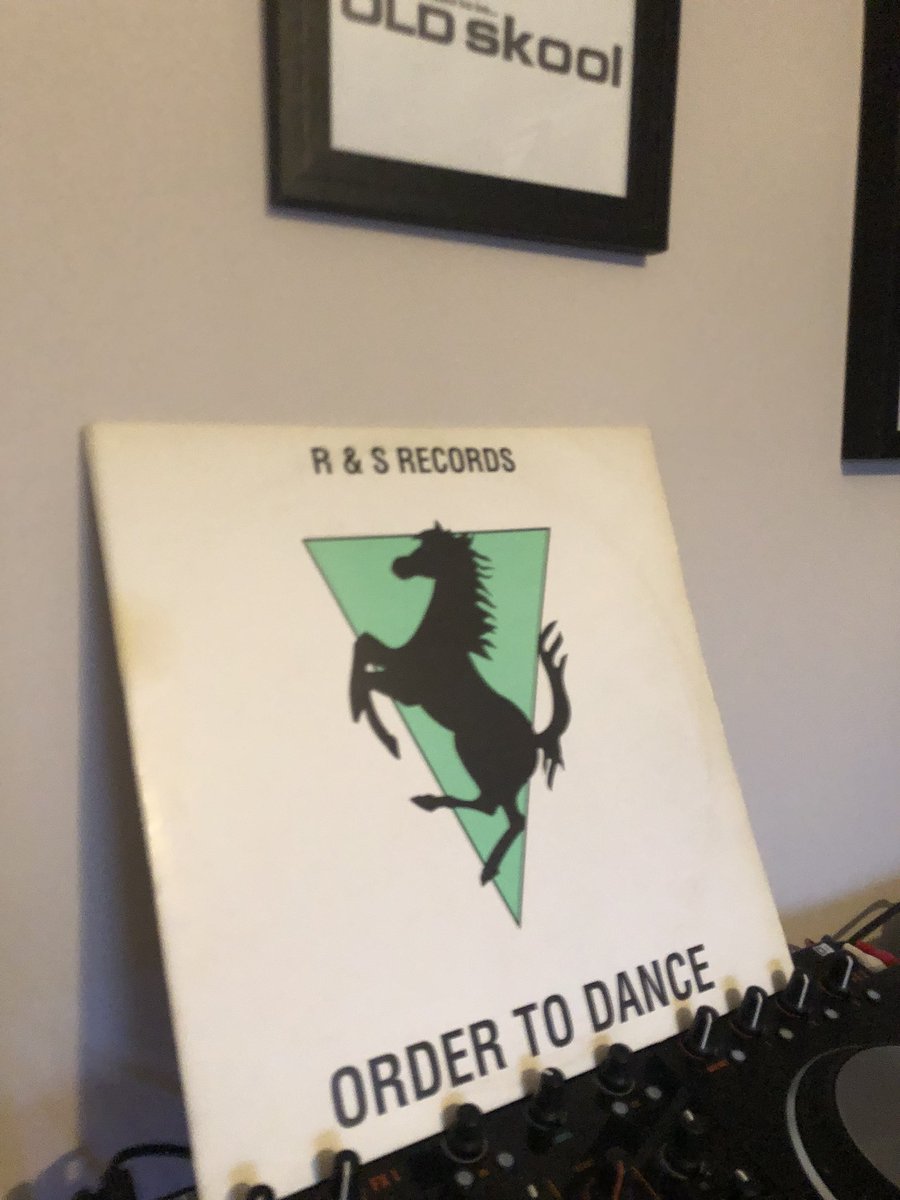 OLD skool
R & S RECORDS
ORDER TO DANCE